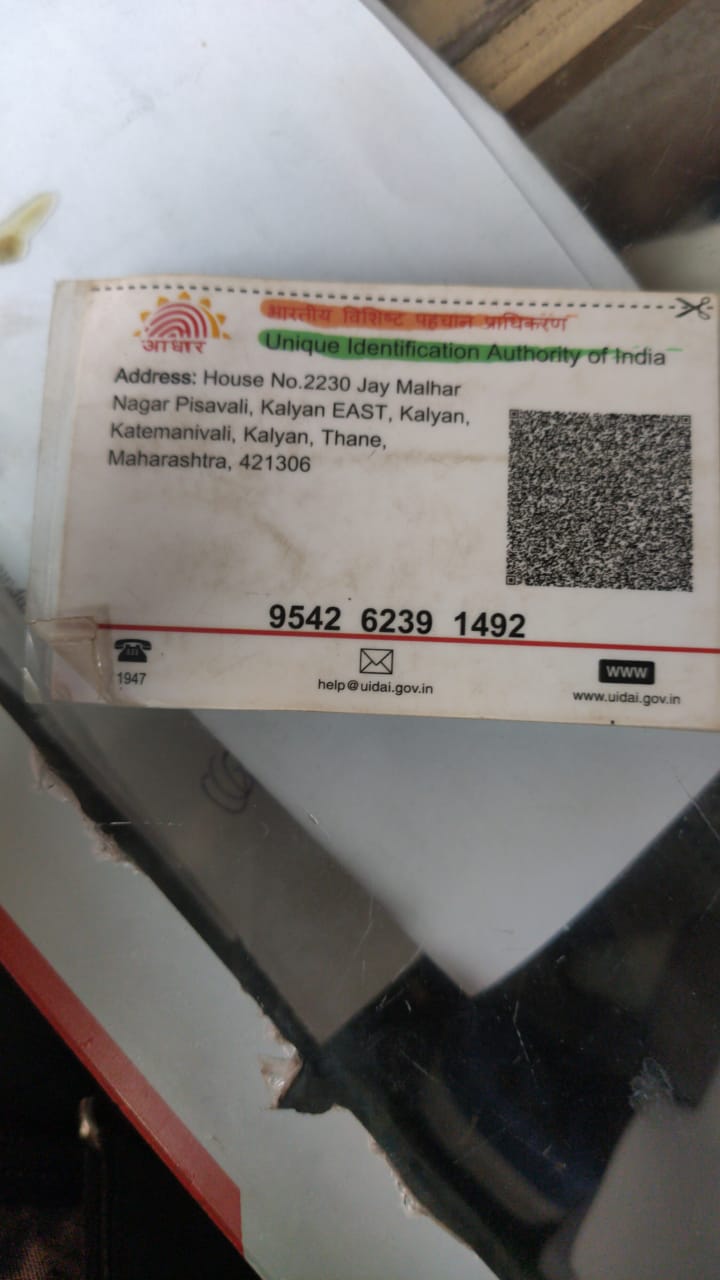 भारतीय विशिष्ट पहचान प्राधिकरण
आधार
Unique Identification Authority of India
Address: House No.2230 Jay Malhar
Nagar Pisavali, Kalyan EAST, Kalyan,
Katemanivali, Kalyan, Thane,
Maharashtra, 421306
9542 6239 1492
1947
help@uidai.gov.in
www
www.uidai.gov.in